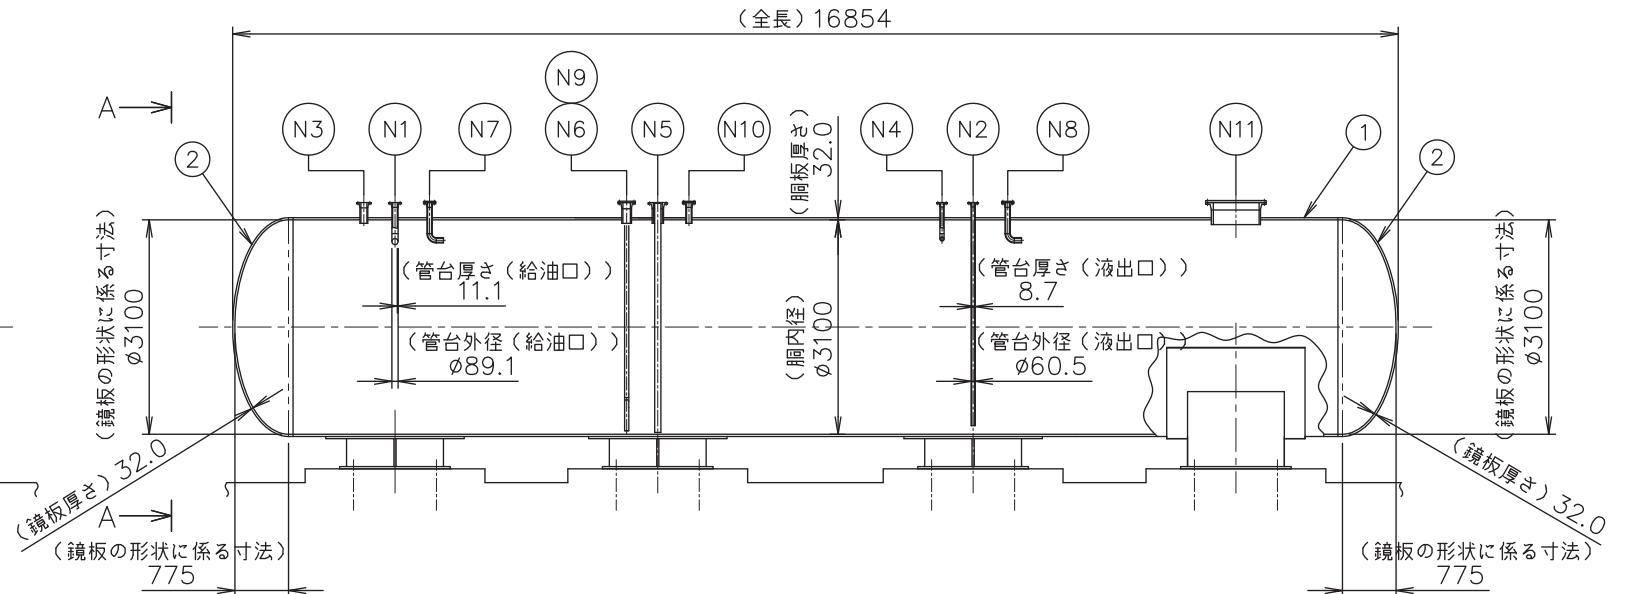 （全長）16854
A
N9
N3
N1
N7
N6
N5
N10
N4
N2
N8
N11
1
2
2
（胴板厚さ）
32.0
（鏡板の形状に係る寸法）
ø3100
（管台厚さ（給油口））
11.1
（管台外径（給油口））
ø89.1
（胴内径）
ø3100
（管台厚さ（液出口））
8.7
（管台外径（液出口））
ø60.5
（鏡板の形状に係る寸法）
ø3100
（鏡板厚さ）32.0
（鏡板厚さ）32.0
A
（鏡板の形状に係る寸法）
775
（鏡板の形状に係る寸法）
775